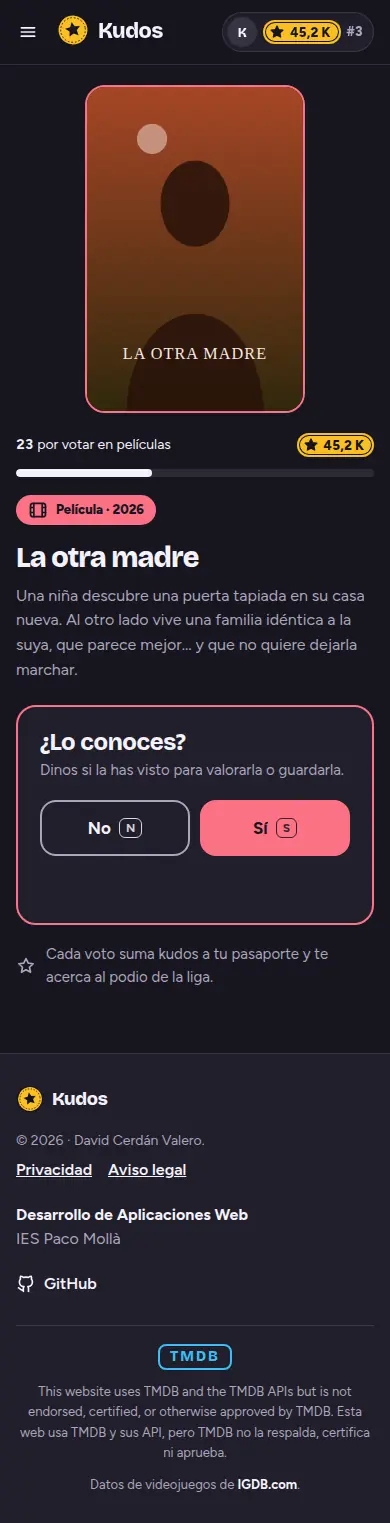 Kudos
K
45,2 K
#3
LA OTRA MADRE
23 por votar en películas
45,2 K
Película · 2026
La otra madre
Una niña descubre una puerta tapiada en su casa
nueva. Al otro lado vive una familia idéntica a la
suya, que parece mejor... y que no quiere dejarla
marchar.
¿Lo conoces?
Dinos si la has visto para valorarla o guardarla.
No N
Sí S
Cada voto suma kudos a tu pasaporte y te
acerca al podio de la liga.
Kudos
© 2026 · David Cerdán Valero.
Privacidad Aviso legal
Desarrollo de Aplicaciones Web
IES Paco Mollà
GitHub
TMDB
This website uses TMDB and the TMDB APIs but is not
endorsed, certified, or otherwise approved by TMDB. Esta
web usa TMDB y sus API, pero TMDB no la respalda, certifica
ni aprueba.
Datos de videojuegos de IGDB.com.